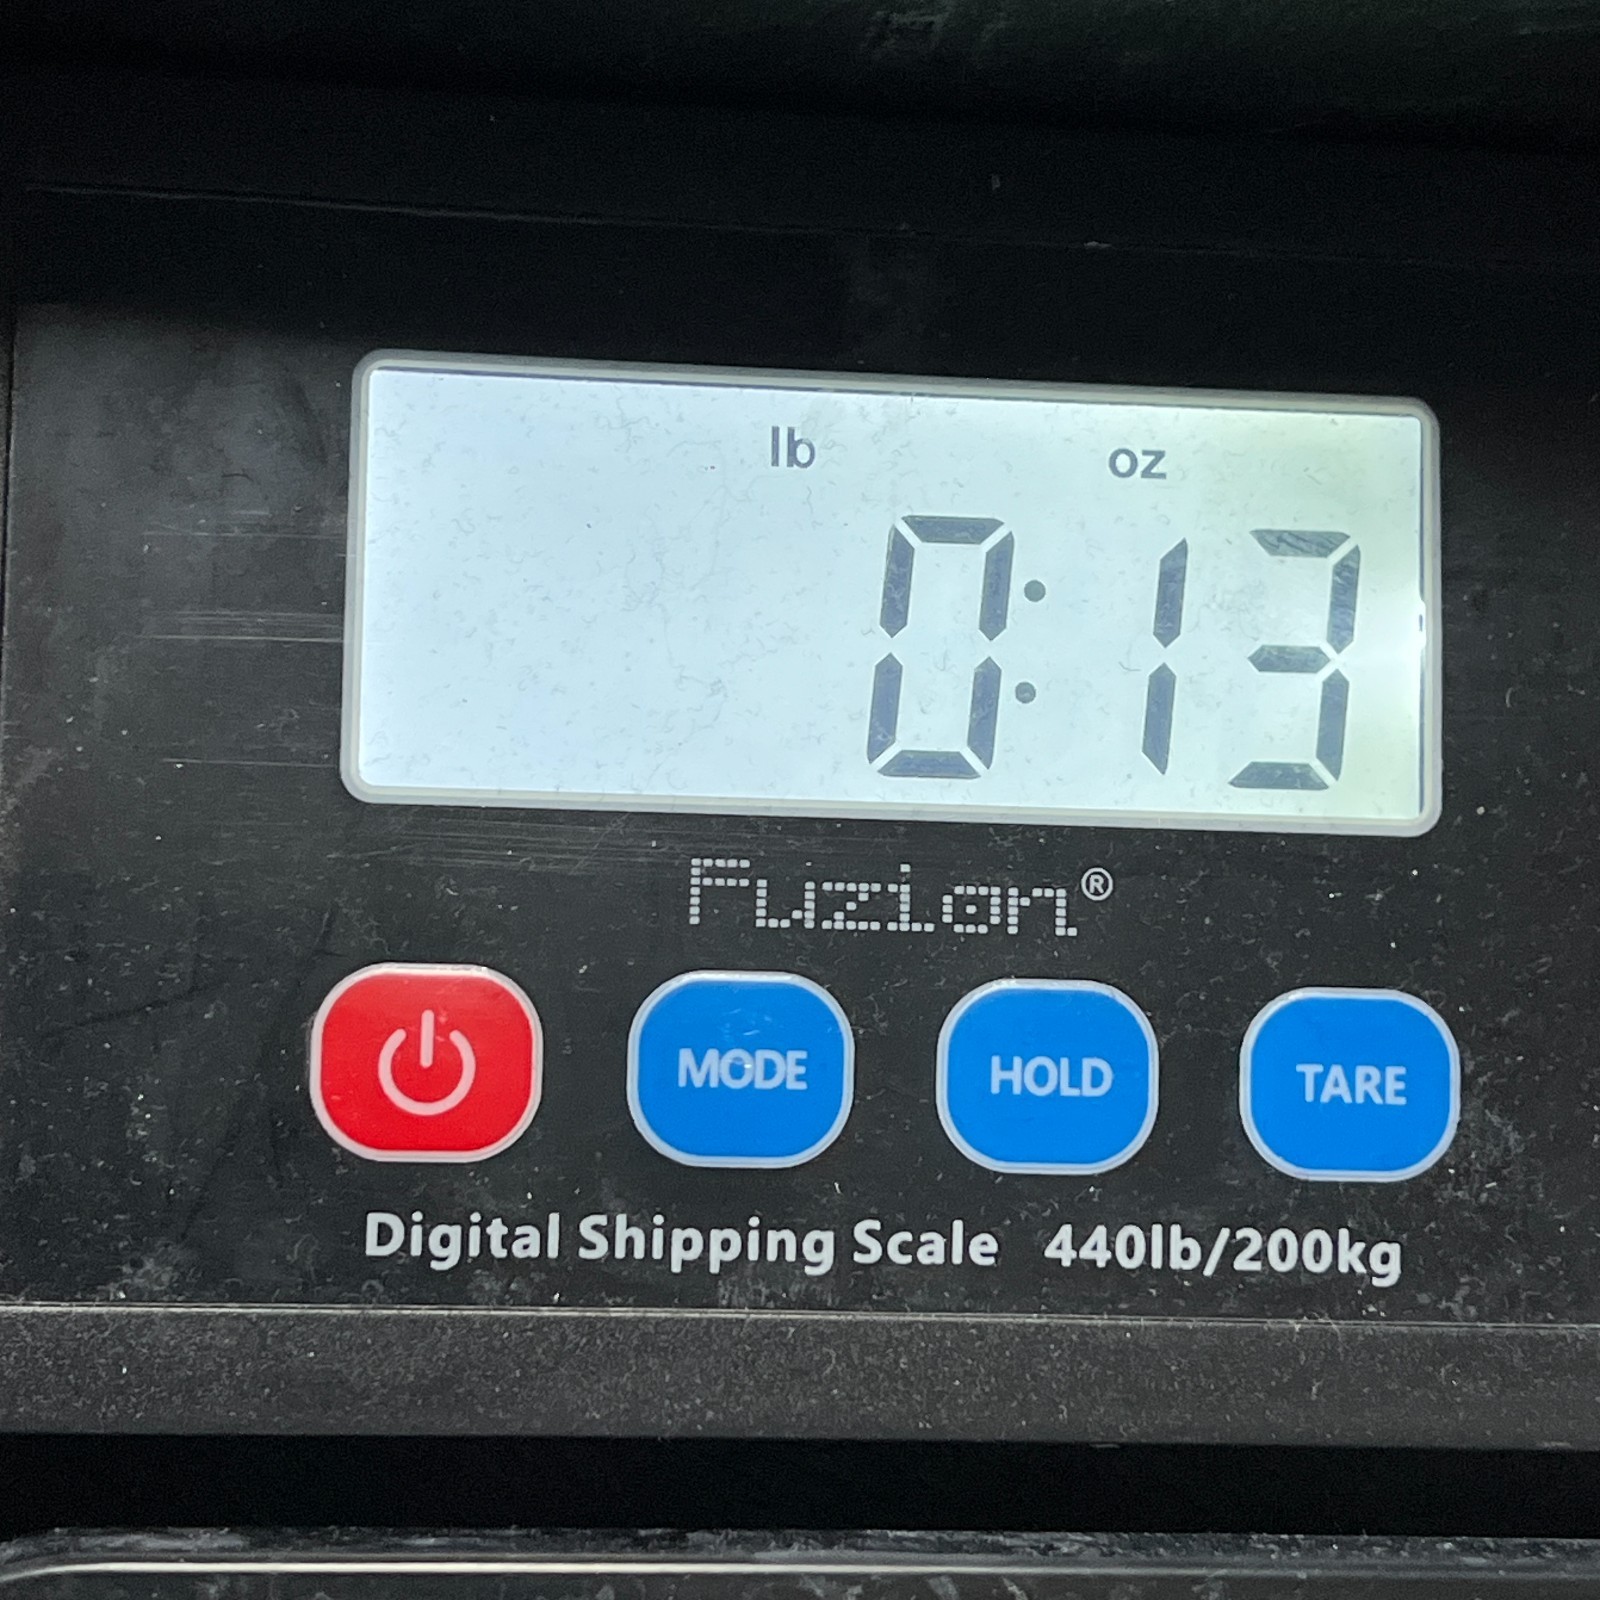 lb oz
0:13
Fuzion®
MODE HOLD TARE
Digital Shipping Scale 440lb/200kg